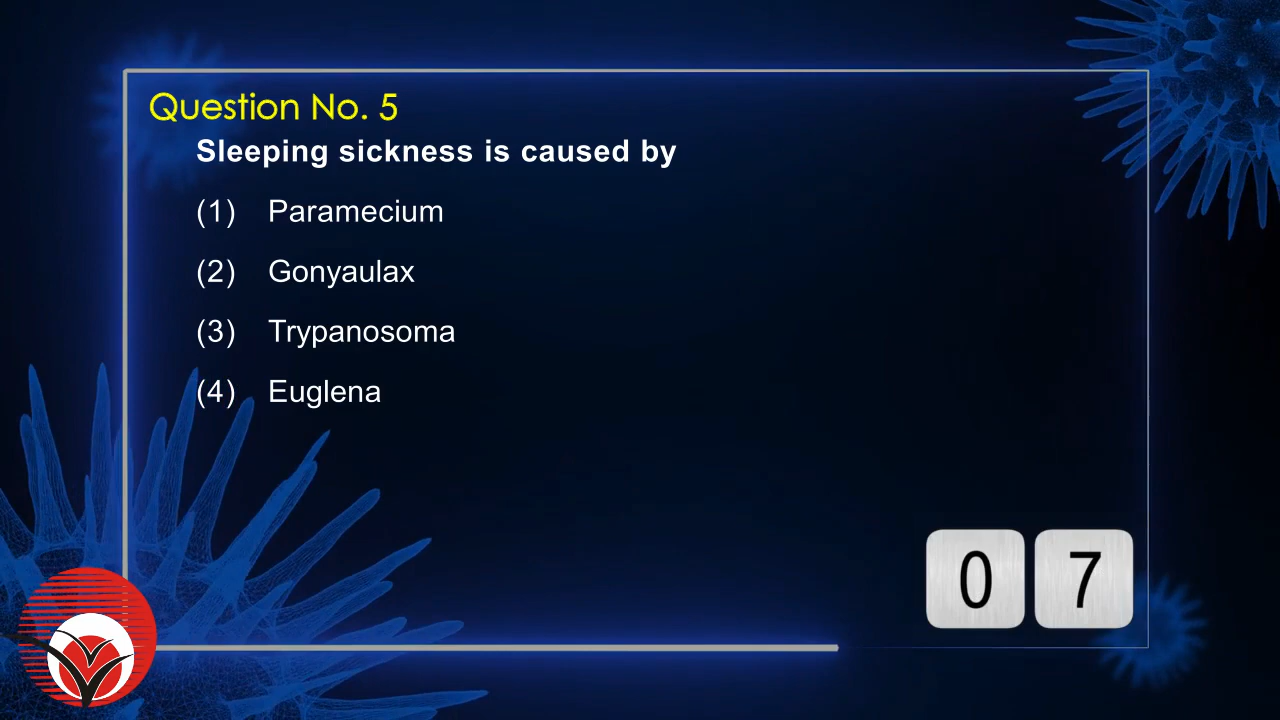 Question No. 5
Sleeping sickness is caused by
(1) Paramecium
(2) Gonyaulax
(3) Trypanosoma
(4) Euglena
0 7